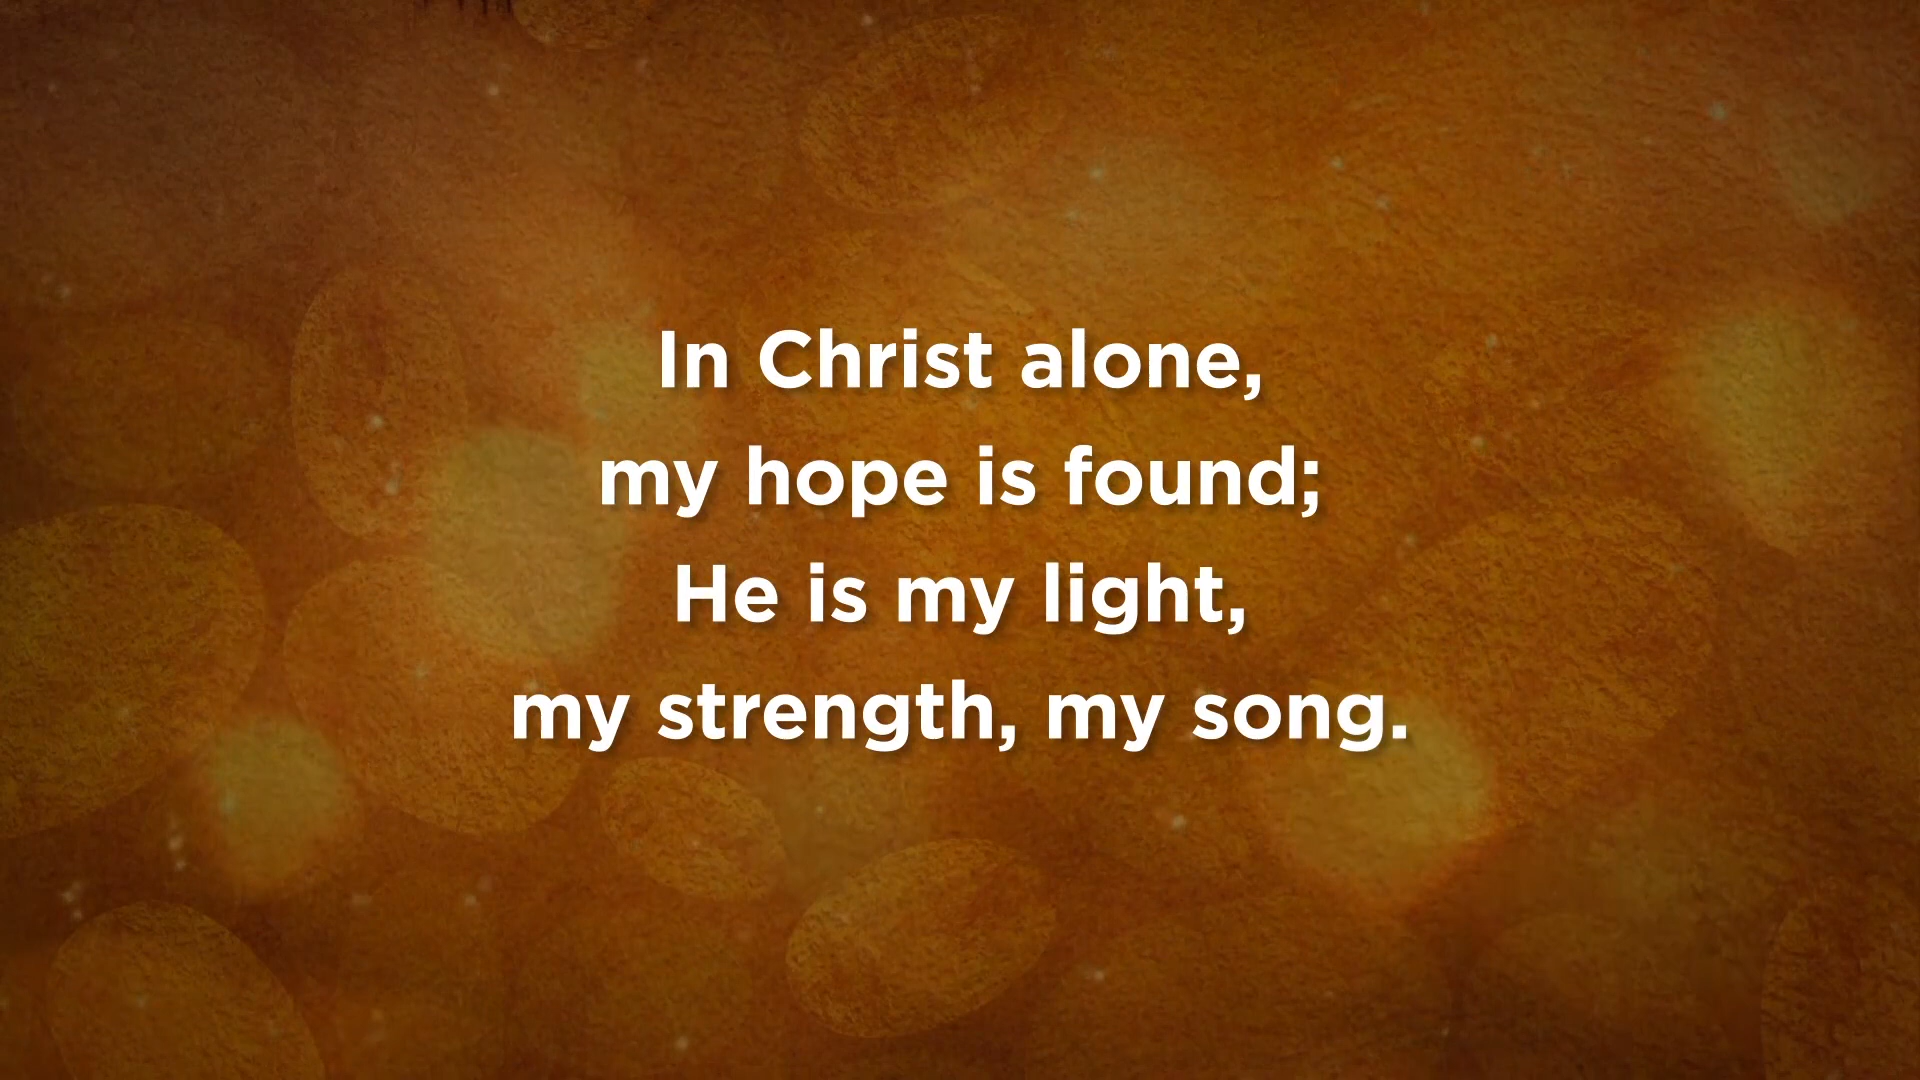 In Christ alone,
my hope is found;
He is my light,
my strength, my song.